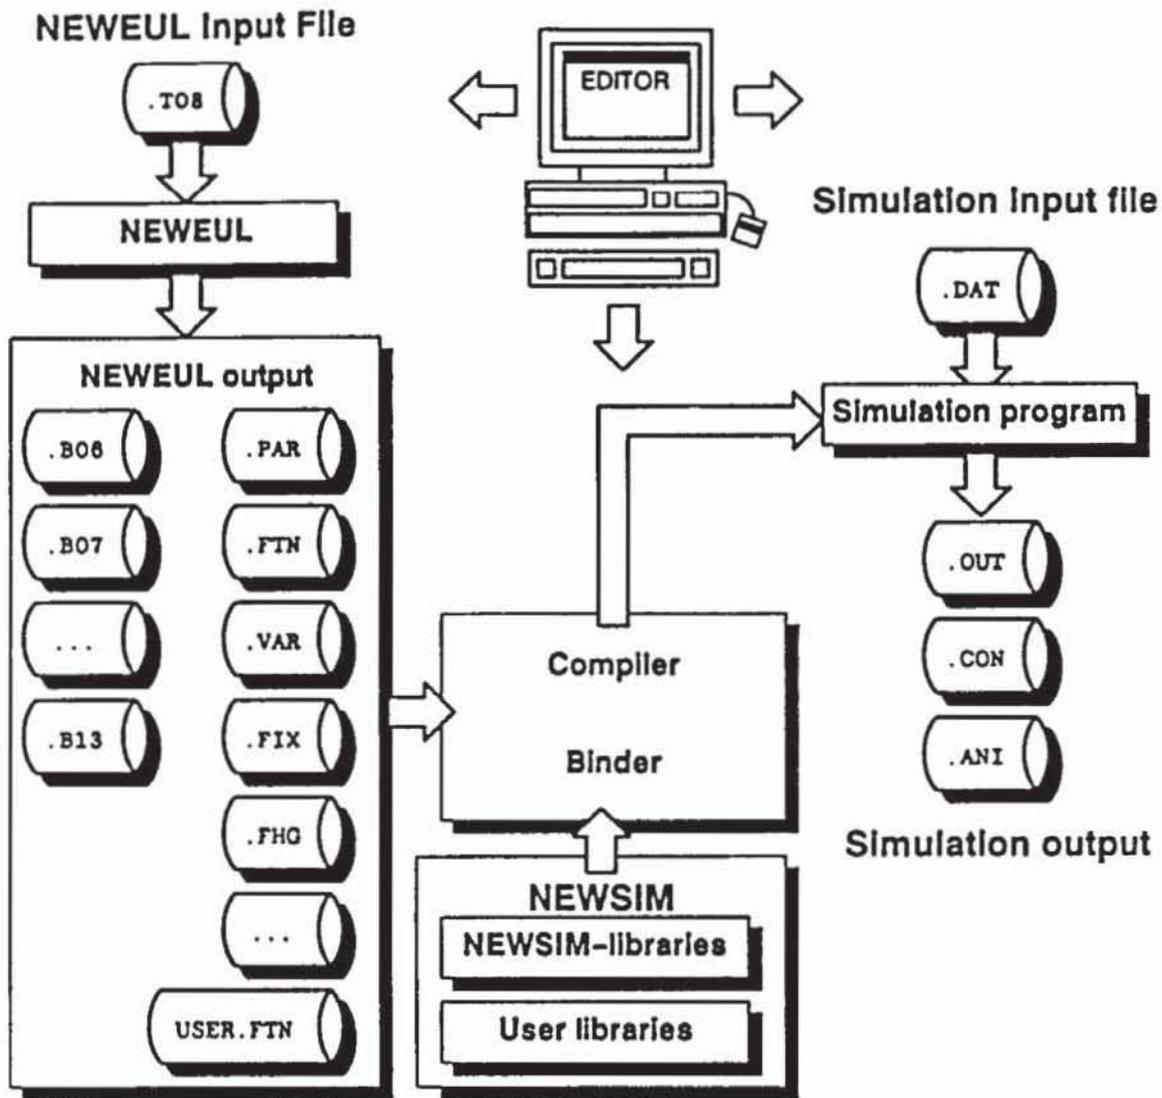 NEWEUL Input File
.T08
NEWEUL
NEWEUL output
.B06
.B07
...
.B13
.PAR
.FTN
.VAR
.FIX
.FHG
...
USER.FTN
EDITOR
Compiler
Binder
NEWSIM
NEWSIM-libraries
User libraries
Simulation input file
.DAT
Simulation program
.OUT
.CON
.ANI
Simulation output